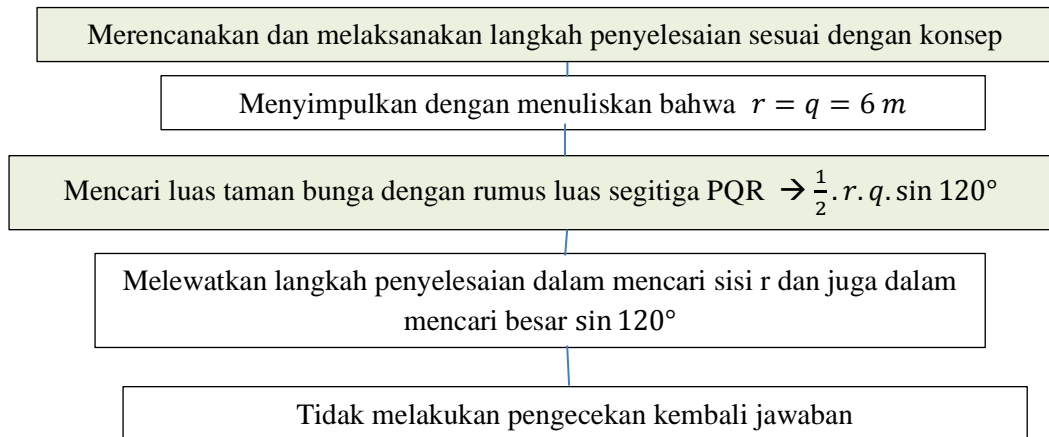 Merencanakan dan melaksanakan langkah penyelesaian sesuai dengan konsep
Menyimpulkan dengan menuliskan bahwa 𝑟 = 𝑞 = 6 𝑚
Mencari luas taman bunga dengan rumus luas segitiga PQR → 1/2 . 𝑟. 𝑞. sin 120°
Melewatkan langkah penyelesaian dalam mencari sisi r dan juga dalam
mencari besar sin 120°
Tidak melakukan pengecekan kembali jawaban